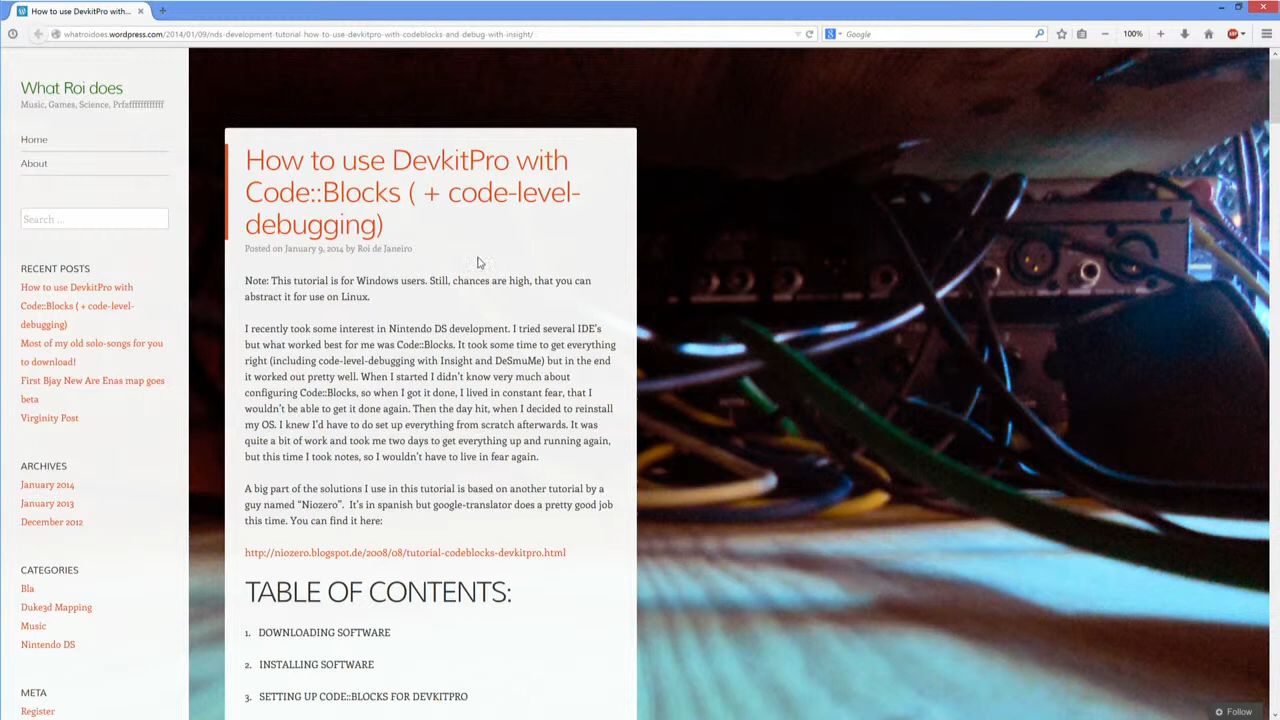 How to use DevkitPro with...
whatroidoes.wordpress.com/2014/01/09/nds-development-tutorial-how-to-use-devkitpro-with-codeblocks-and-debug-with-insight/
Google
100%
What Roi does
Music, Games, Science, Prfzffffffffffff
Home
About
Search ...
RECENT POSTS
How to use DevkitPro with
Code::Blocks ( + code-level-
debugging)
Most of my old solo-songs for you
to download!
First Bjay New Are Enas map goes
beta
Virginity Post
ARCHIVES
January 2014
January 2013
December 2012
CATEGORIES
Bla
Duke3d Mapping
Music
Nintendo DS
META
Register
How to use DevkitPro with
Code::Blocks ( + code-level-
debugging)
Posted on January 9, 2014 by Roi de Janeiro
Note: This tutorial is for Windows users. Still, chances are high, that you can
abstract it for use on Linux.
I recently took some interest in Nintendo DS development. I tried several IDE's
but what worked best for me was Code::Blocks. It took some time to get everything
right (including code-level-debugging with Insight and DeSmuMe) but in the end
it worked out pretty well. When I started I didn't know very much about
configuring Code::Blocks, so when I got it done, I lived in constant fear, that I
wouldn't be able to get it done again. Then the day hit, when I decided to reinstall
my OS. I knew I'd have to do set up everything from scratch afterwards. It was
quite a bit of work and took me two days to get everything up and running again,
but this time I took notes, so I wouldn't have to live in fear again.
A big part of the solutions I use in this tutorial is based on another tutorial by a
guy named “Niozero”. It's in spanish but google-translator does a pretty good job
this time. You can find it here:
http://niozero.blogspot.de/2008/08/tutorial-codeblocks-devkitpro.html
TABLE OF CONTENTS:
1. DOWNLOADING SOFTWARE
2. INSTALLING SOFTWARE
3. SETTING UP CODE::BLOCKS FOR DEVKITPRO
Follow